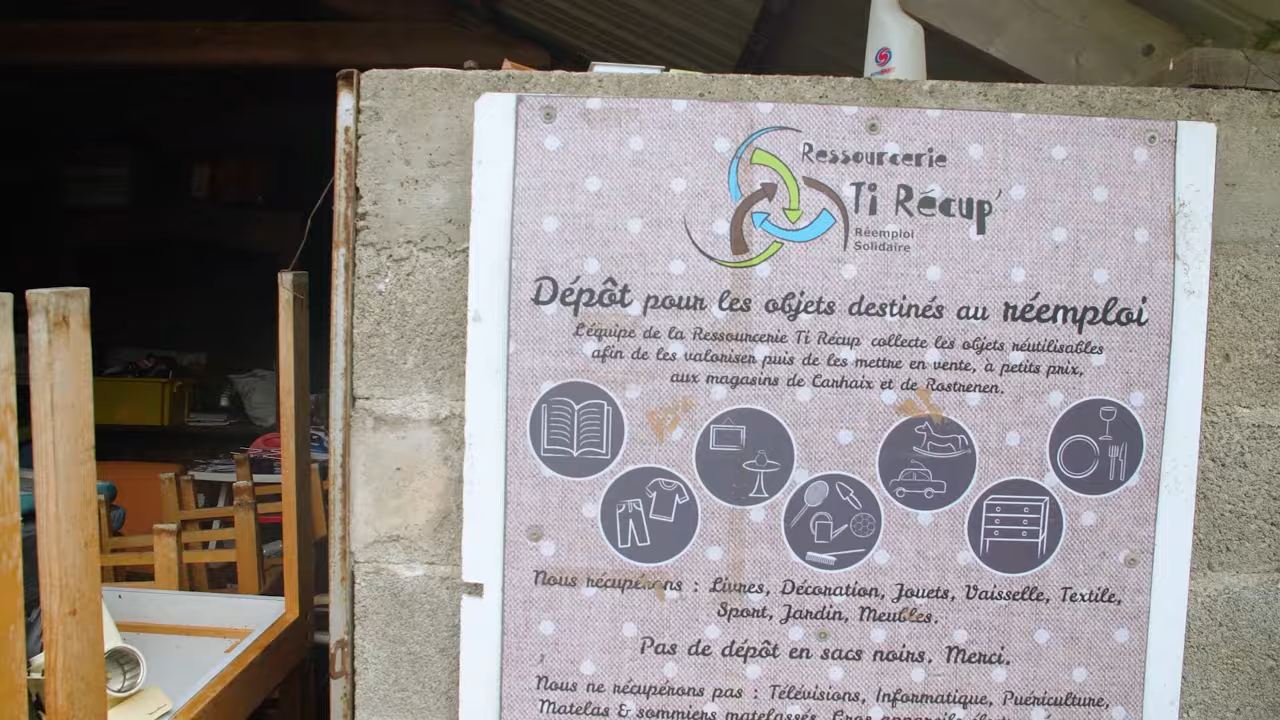 Ressourcerie
Ti Récup'
Réemploi
Solidaire
Dépôt pour les objets destinés au réemploi
L'équipe de la Ressourcerie Ti Récup collecte les objets réutilisables
afin de les valoriser puis de les mettre en vente, à petits prix,
aux magasins de Carhaix et de Rostrenen.
Nous récupérons : Livres, Décoration, Jouets, Vaisselle, Textile,
Sport, Jardin, Meubles.
Pas de dépôt en sacs noirs. Merci.
Nous ne récupérons pas : Télévisions, Informatique, Puériculture,
Matelas & sommiers matelassés, Gros appareils